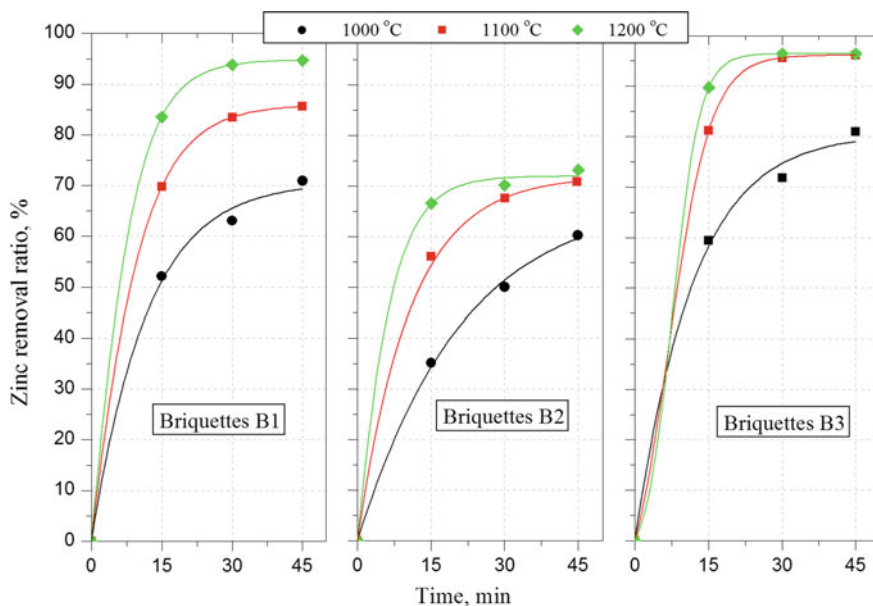 1000 °C 1100 °C 1200 °C
100
95
90
80
70
60
50
40
30
20
10
0
Zinc removal ratio, %
Briquettes B1
Briquettes B2
Briquettes B3
0 15 30 45 0 15 30 45 0 15 30 45
Time, min